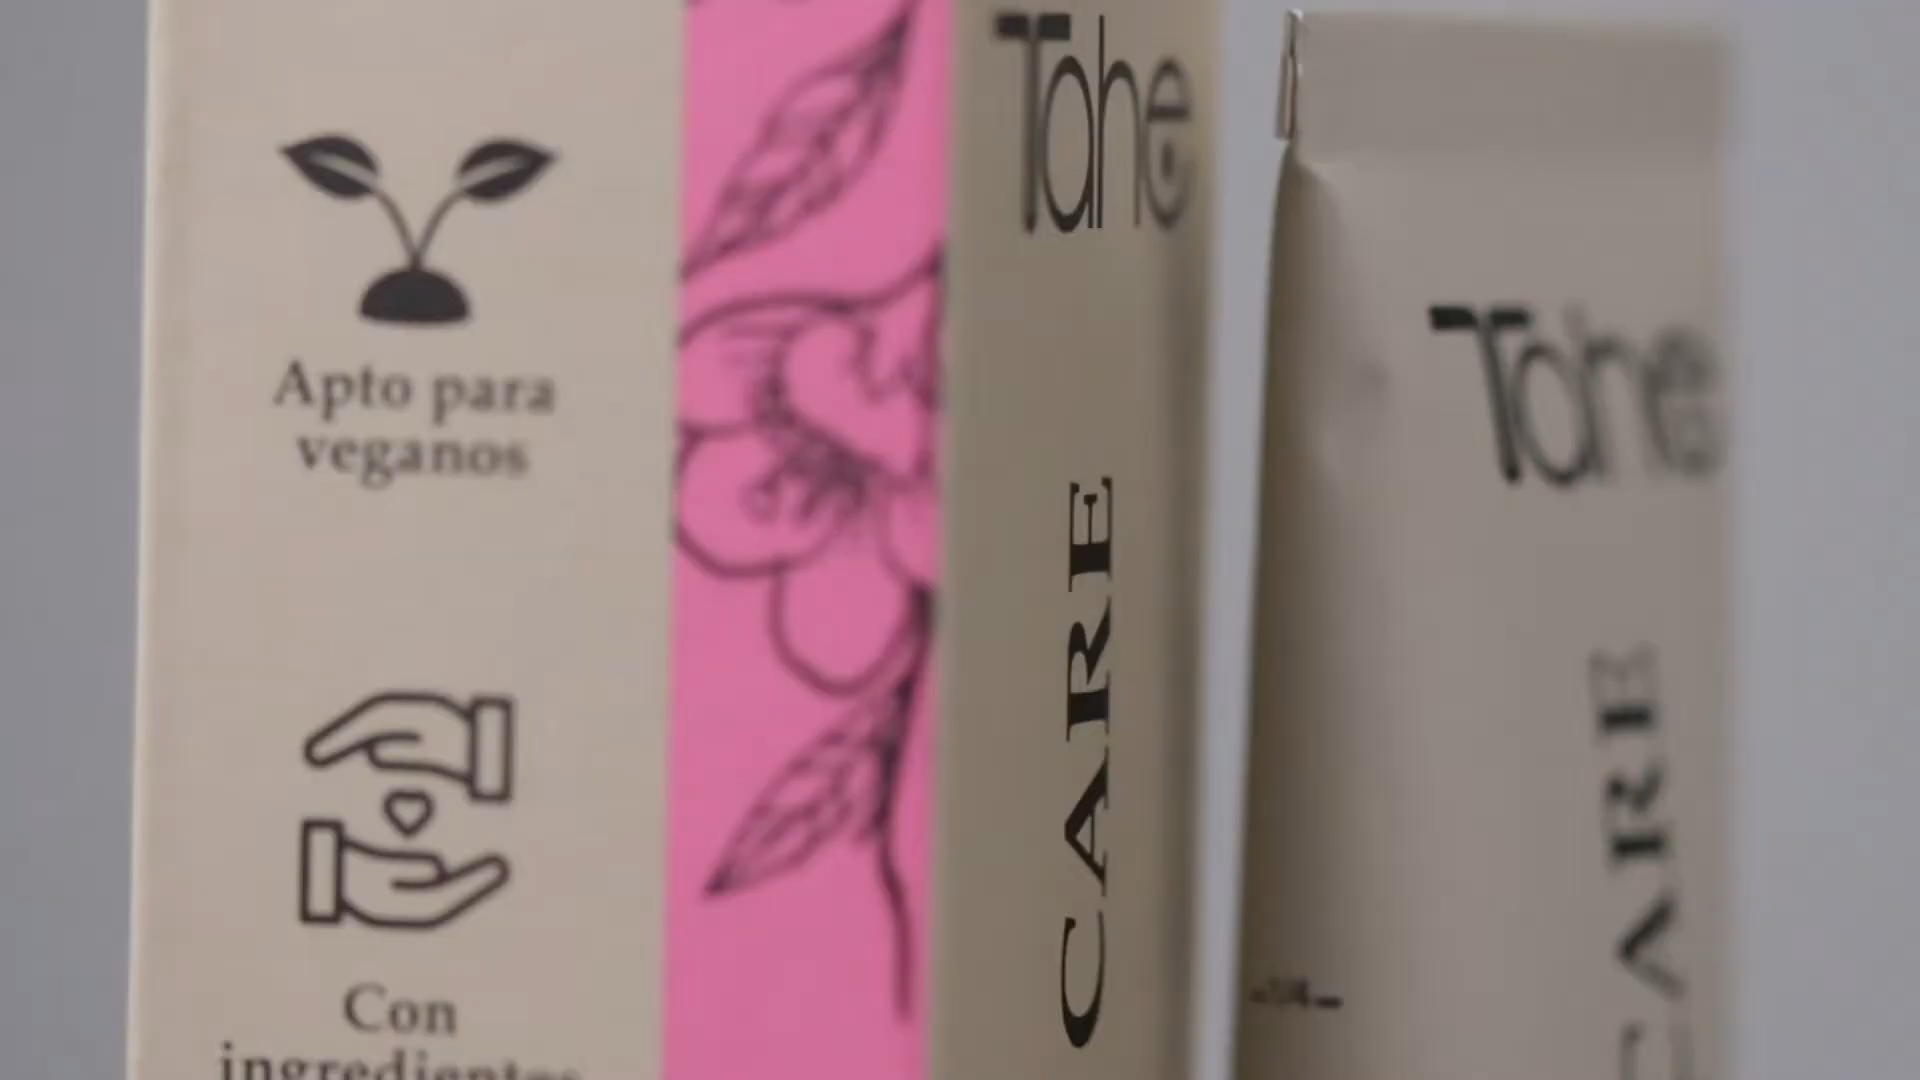 Apto para
veganos
Con
ingredientes
Tahe
CARE
Tahe
CARE